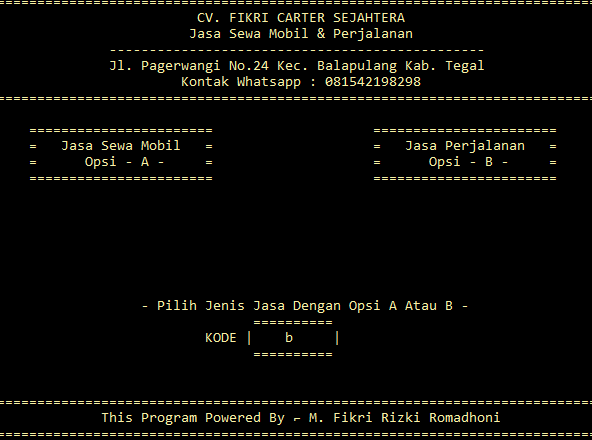 CV. FIKRI CARTER SEJAHTERA
Jasa Sewa Mobil & Perjalanan
-----------------------------------------------
Jl. Pagerwangi No.24 Kec. Balapulang Kab. Tegal
Kontak Whatsapp : 081542198298
==========================================================================
======================= =======================
= Jasa Sewa Mobil = = Jasa Perjalanan =
= Opsi - A - = = Opsi - B - =
======================= =======================
- Pilih Jenis Jasa Dengan Opsi A Atau B -
==========
KODE | b |
==========
==========================================================================
This Program Powered By ⌐ M. Fikri Rizki Romadhoni
==========================================================================